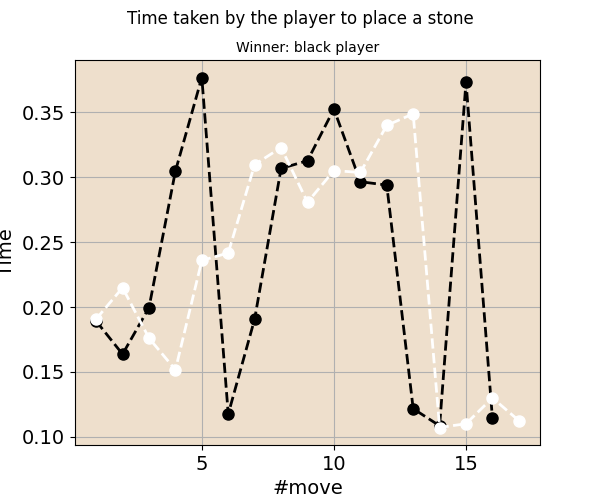 Time taken by the player to place a stone
Winner: black player
0.35
0.30
0.25
0.20
0.15
0.10
Time
5 10 15
#move